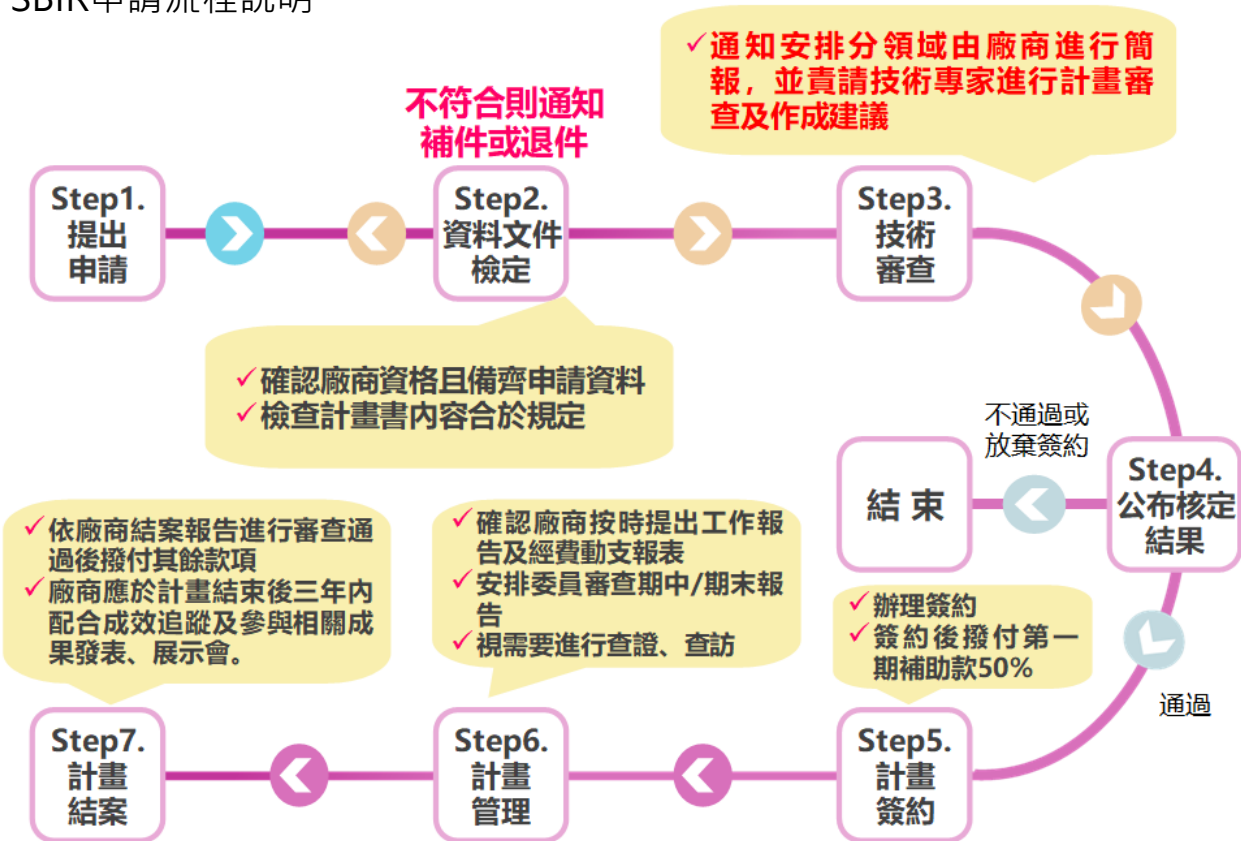 SBIR申請流程說明
✓通知安排分領域由廠商進行簡
報，並責請技術專家進行計畫審
查及作成建議
不符合則通知
補件或退件
Step1.
提出
申請
Step2.
資料文件
檢定
Step3.
技術
審查
✓確認廠商資格且備齊申請資料
✓檢查計畫書內容合於規定
不通過或
放棄簽約
結 束
Step4.
公布核定
結果
✓依廠商結案報告進行審查通
過後撥付其餘款項
✓廠商應於計畫結束後三年內
配合成效追蹤及參與相關成
果發表、展示會。
✓確認廠商按時提出工作報
告及經費動支報表
✓安排委員審查期中/期末報
告
✓視需要進行查證、查訪
✓辦理簽約
✓簽約後撥付第一
期補助款50%
通過
Step7.
計畫
結案
Step6.
計畫
管理
Step5.
計畫
簽約